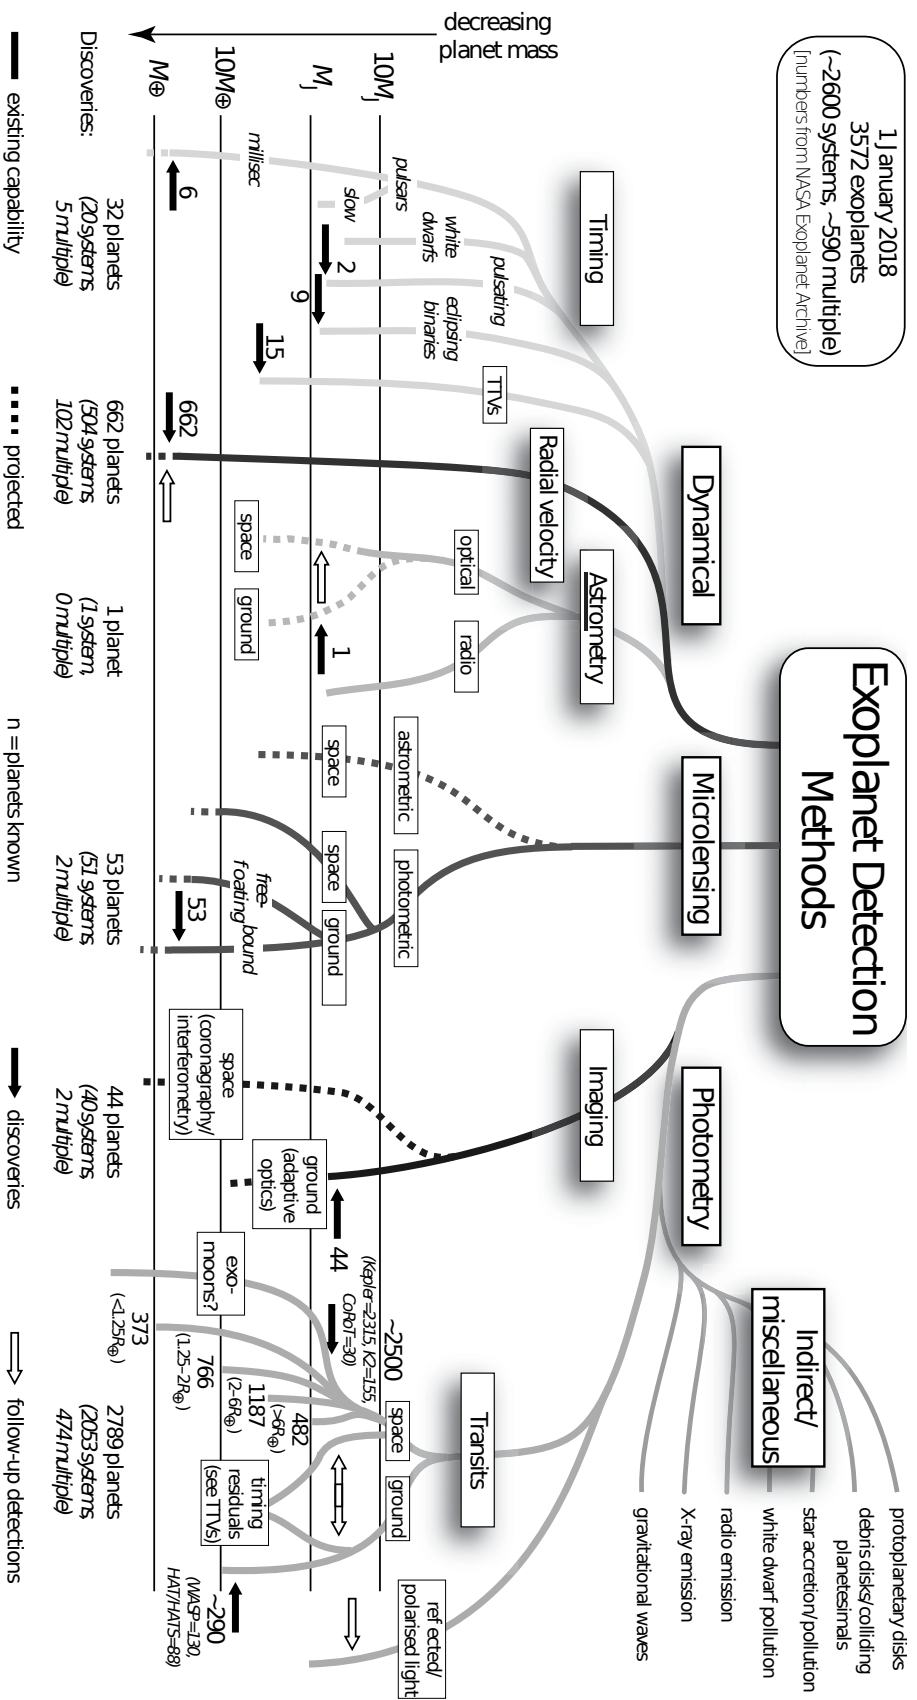 Exoplanet Detection
Methods
1 January 2018
3572 exoplanets
(~2600 systems, ~590 multiple)
[numbers from NASA Exoplanet Archive]
Dynamical
Microlensing
Photometry
Indirect/
miscellaneous
protoplanetary disks
debris disks/colliding
planetesimals
star accretion/pollution
white dwarf pollution
radio emission
X-ray emission
gravitational waves
Timing
Radial velocity
Astrometry
Imaging
Transits
reflected/
polarised light
decreasing
planet mass
10MJ
MJ
10M⊕
M⊕
pulsars
slow
millisec
white
dwarfs
pulsating
eclipsing
binaries
TTVs
6
2
9
15
662
optical
radio
space
ground
1
astrometric
photometric
space
space
ground
free-
floating
bound
53
space
(coronagraphy/
interferometry)
ground
(adaptive
optics)
44
exo-
moons?
~2500
(Kepler=2315, K2=155,
CoRoT=30)
space
ground
482
(>6R⊕)
1187
(2–6R⊕)
766
(1.25–2R⊕)
373
(<1.25R⊕)
timing
residuals
(see TTVs)
~290
(WASP=130,
HAT/HATS=88)
Discoveries:
32 planets
(20 systems,
5 multiple)
662 planets
(504 systems,
102 multiple)
1 planet
(1 system,
0 multiple)
53 planets
(51 systems,
2 multiple)
44 planets
(40 systems,
2 multiple)
2789 planets
(2053 systems,
474 multiple)
existing capability
projected
n = planets known
discoveries
follow-up detections